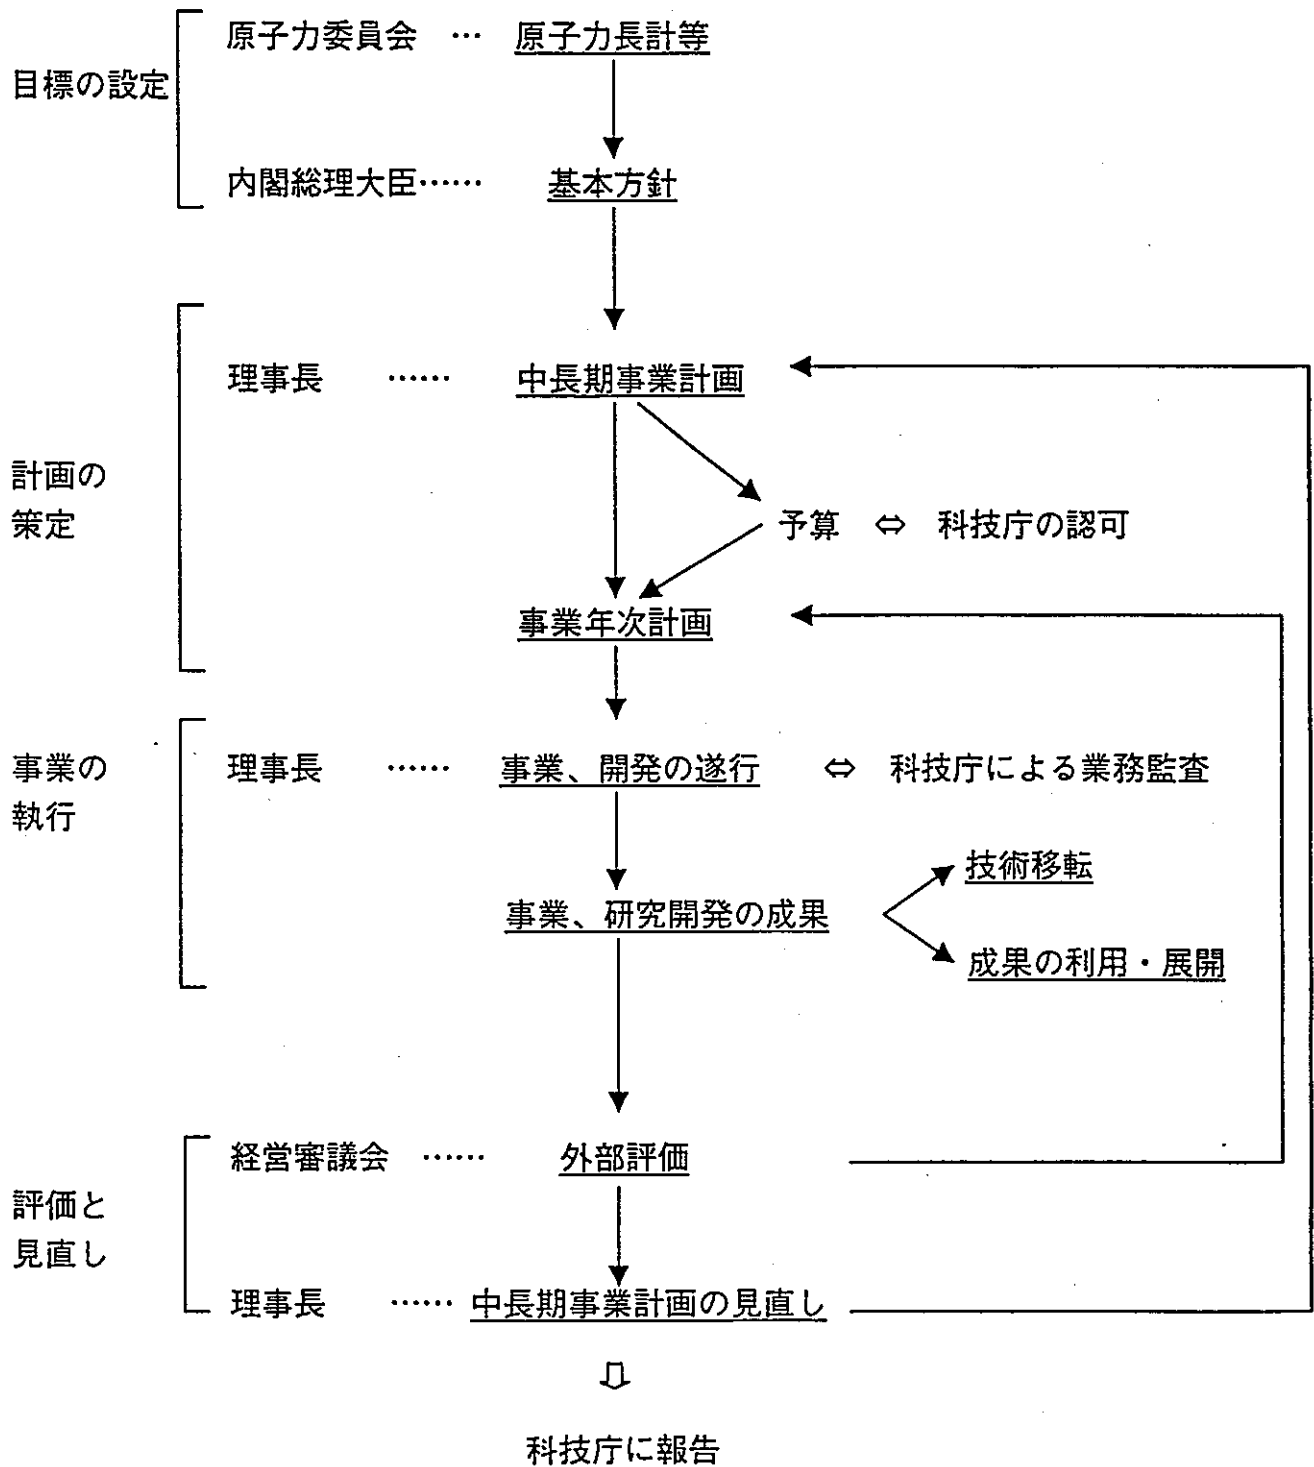 原子力委員会 … 原子力長計等
目標の設定
内閣総理大臣…… 基本方針
理事長 …… 中長期事業計画
計画の
策定
予算 ⇔ 科技庁の認可
事業年次計画
事業の
執行
理事長 …… 事業、開発の遂行 ⇔ 科技庁による業務監査
技術移転
事業、研究開発の成果
成果の利用・展開
経営審議会 …… 外部評価
評価と
見直し
理事長 …… 中長期事業計画の見直し
科技庁に報告